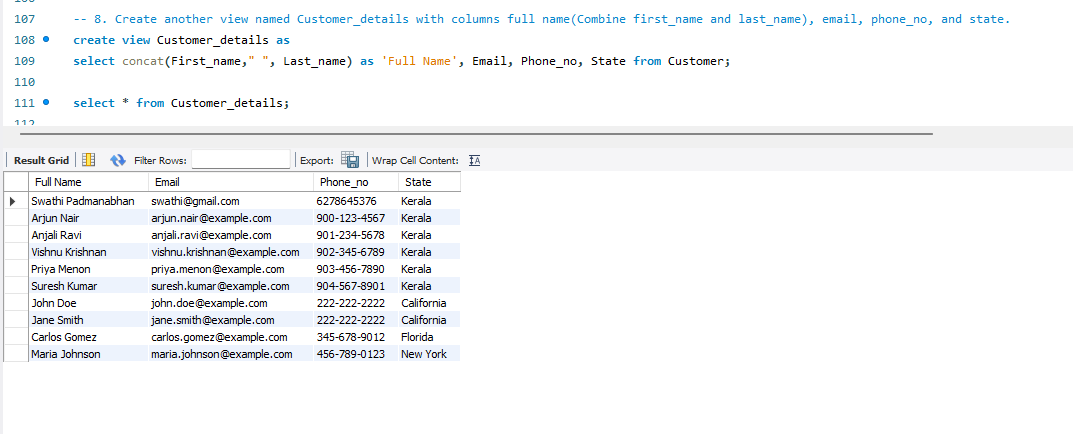 107 -- 8. Create another view named Customer_details with columns full name(Combine first_name and last_name), email, phone_no, and state.
108 create view Customer_details as
109 select concat(First_name," ", Last_name) as 'Full Name', Email, Phone_no, State from Customer;
110
111 select * from Customer_details;
112
Result Grid Filter Rows: Export: Wrap Cell Content:
Full Name Email Phone_no State
Swathi Padmanabhan swathi@gmail.com 6278645376 Kerala
Arjun Nair arjun.nair@example.com 900-123-4567 Kerala
Anjali Ravi anjali.ravi@example.com 901-234-5678 Kerala
Vishnu Krishnan vishnu.krishnan@example.com 902-345-6789 Kerala
Priya Menon priya.menon@example.com 903-456-7890 Kerala
Suresh Kumar suresh.kumar@example.com 904-567-8901 Kerala
John Doe john.doe@example.com 222-222-2222 California
Jane Smith jane.smith@example.com 222-222-2222 California
Carlos Gomez carlos.gomez@example.com 345-678-9012 Florida
Maria Johnson maria.johnson@example.com 456-789-0123 New York